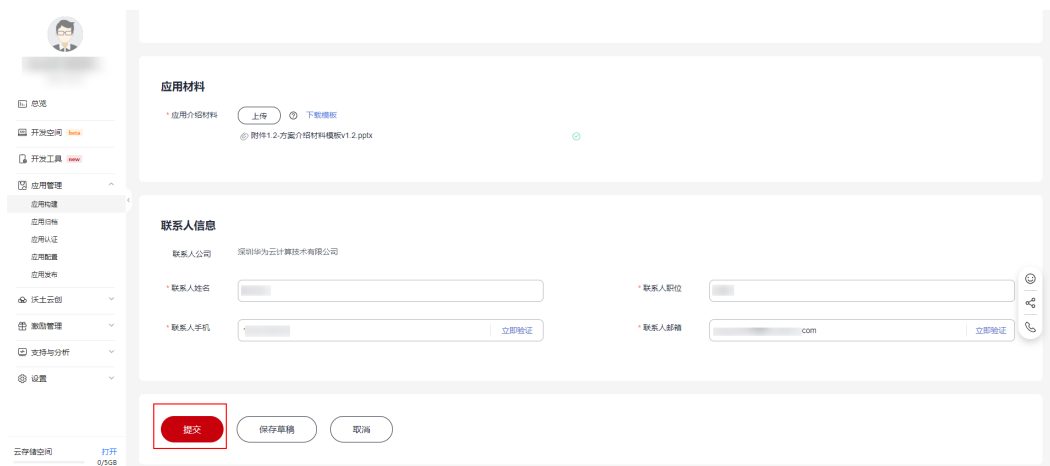 总览
开发空间 beta
开发工具 new
应用管理
应用构建
应用归档
应用认证
应用配置
应用发布
沃土云创
激励管理
支持与分析
设置
云存储空间 打开
0/5GB
应用材料
* 应用介绍材料 上传 下载模板
附件1.2-方案介绍材料模板v1.2.pptx
联系人信息
联系人公司 深圳华为云计算技术有限公司
* 联系人姓名 * 联系人职位
* 联系人手机 立即验证 * 联系人邮箱 com 立即验证
提交 保存草稿 取消